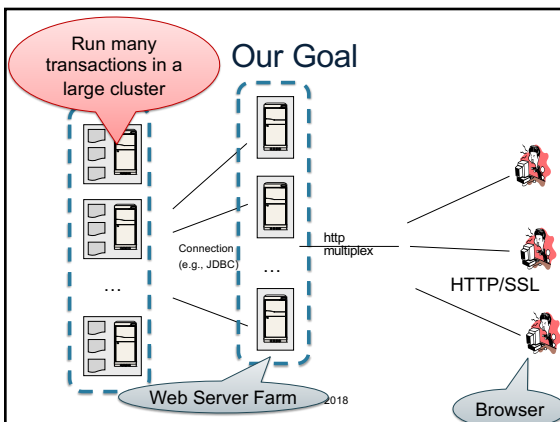 Run many
transactions in a
large cluster
Our Goal
Connection
(e.g., JDBC)
…
…
http
multiplex
HTTP/SSL
Web Server Farm
2018
Browser